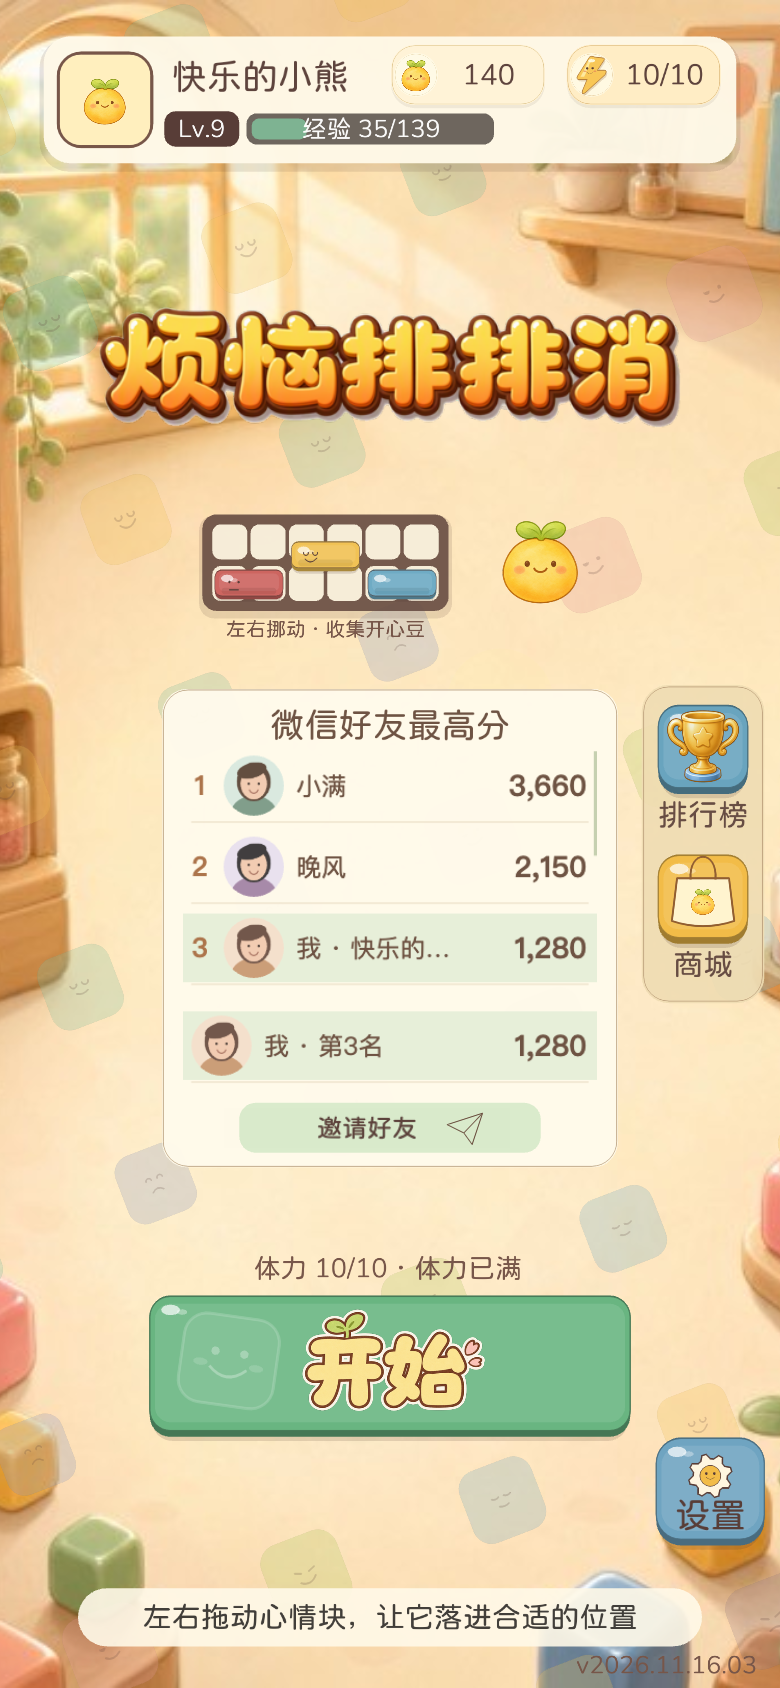 快乐的小熊
140
10/10
Lv.9
经验 35/139
烦恼排排消
左右挪动 · 收集开心豆
微信好友最高分
1 小满 3,660
2 晚风 2,150
3 我 · 快乐的... 1,280
我 · 第3名 1,280
邀请好友
排行榜
商城
体力 10/10 · 体力已满
开始
设置
左右拖动心情块，让它落进合适的位置
v2026.11.16.03